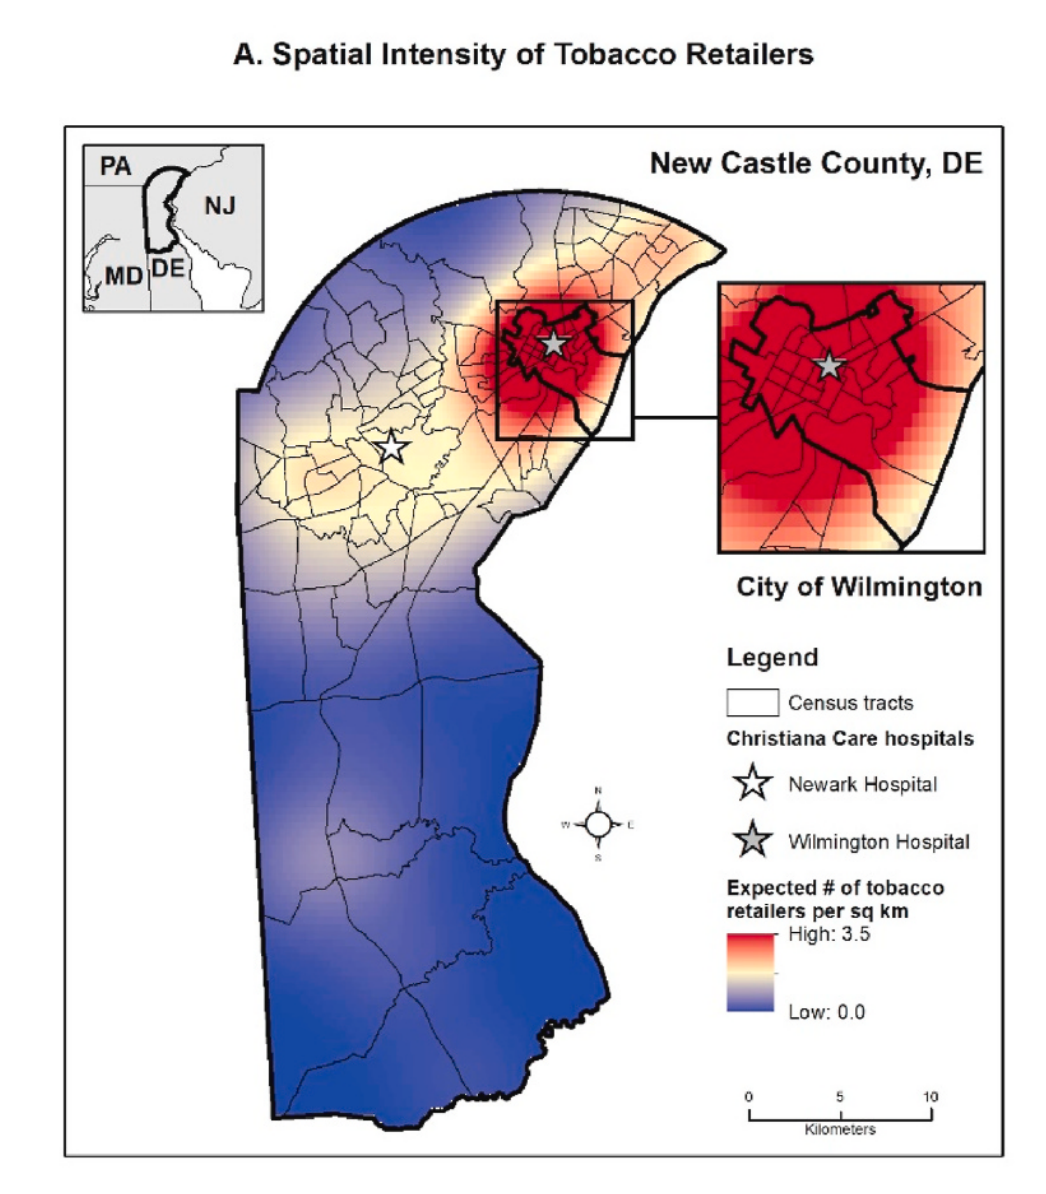 A. Spatial Intensity of Tobacco Retailers
New Castle County, DE
PA
NJ
MD
DE
City of Wilmington
Legend
Census tracts
Christiana Care hospitals
Newark Hospital
Wilmington Hospital
N
W
E
S
Expected # of tobacco
retailers per sq km
High: 3.5
Low: 0.0
0 5 10
Kilometers